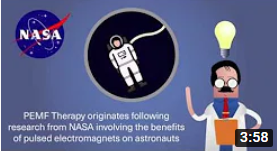 NASA
PEMF Therapy originates following
research from NASA involving the benefits
of pulsed electromagnets on astronauts
3:58